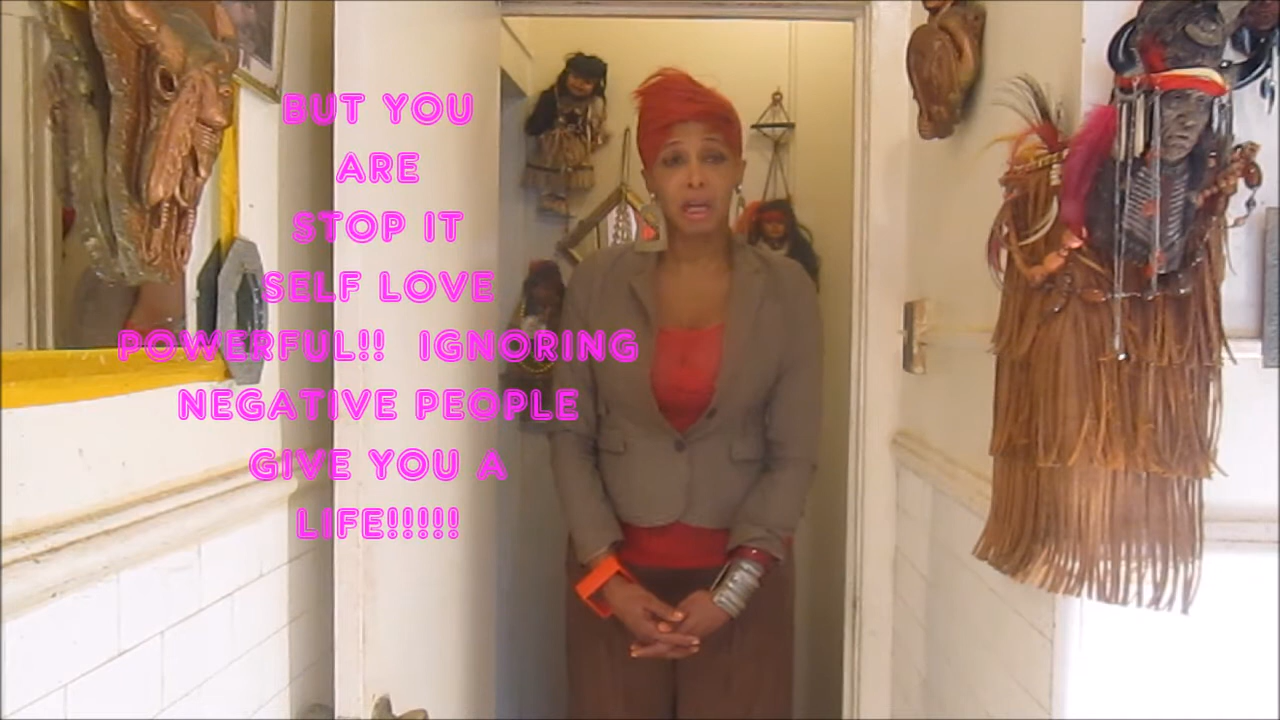 BUT YOU
ARE
STOP IT
SELF LOVE
POWERFUL!! IGNORING
NEGATIVE PEOPLE
GIVE YOU A
LIFE!!!!!